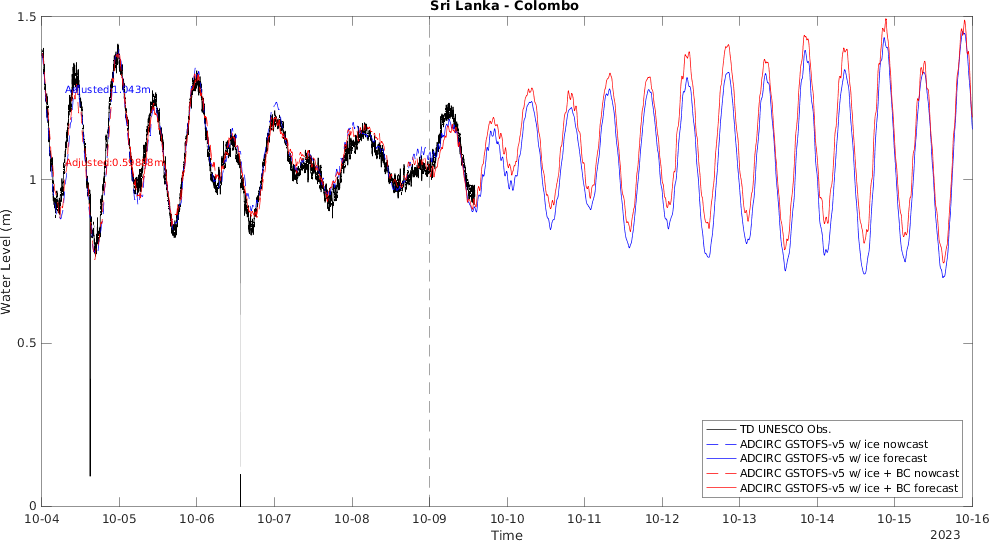 Sri Lanka - Colombo
1.5
Adjusted:1.043m
1
Water Level (m)
0.5
TD UNESCO Obs.
ADCIRC GSTOFS-v5 w/ ice nowcast
ADCIRC GSTOFS-v5 w/ ice forecast
ADCIRC GSTOFS-v5 w/ ice + BC nowcast
ADCIRC GSTOFS-v5 w/ ice + BC forecast
0
10-04 10-05 10-06 10-07 10-08 10-09 10-10 10-11 10-12 10-13 10-14 10-15 10-16
Time
2023